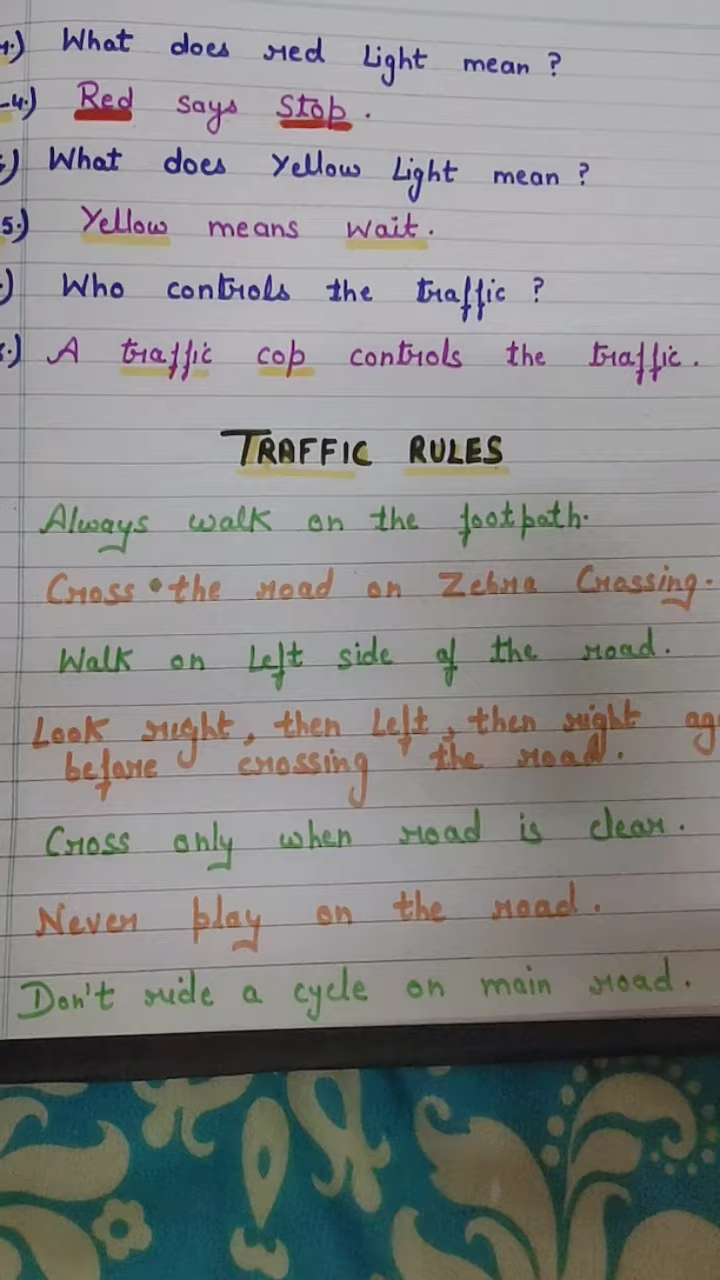 .) What does red Light mean ?
-4.) Red says Stop.
.) What does Yellow Light mean ?
5.) Yellow means wait.
.) Who controls the traffic ?
.) A traffic cop controls the traffic.
TRAFFIC RULES
Always walk on the footpath.
Cross the road on Zebra Crossing.
Walk on Left side of the road.
Look right, then Left, then right ag
before crossing the road.
Cross only when road is clear.
Never play on the road.
Don't ride a cycle on main road.